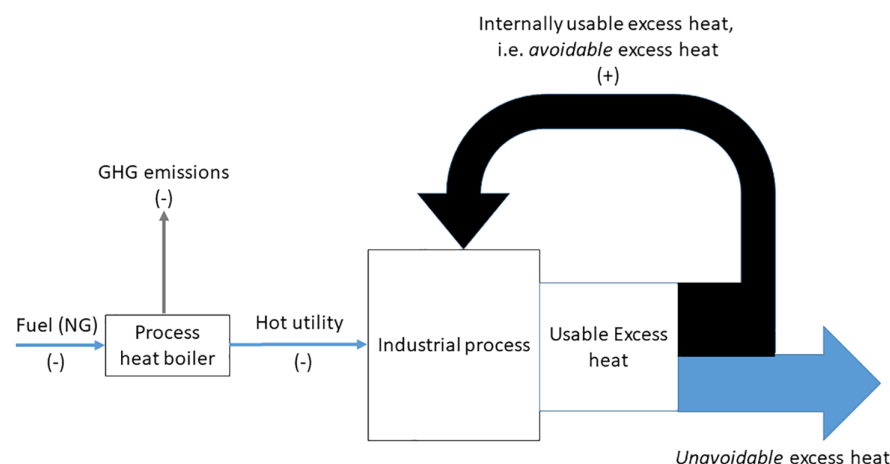 Internally usable excess heat,
i.e. avoidable excess heat
(+)
GHG emissions
(-)
Fuel (NG)
(-)
Process
heat boiler
Hot utility
(-)
Industrial process
Usable Excess
heat
Unavoidable excess heat